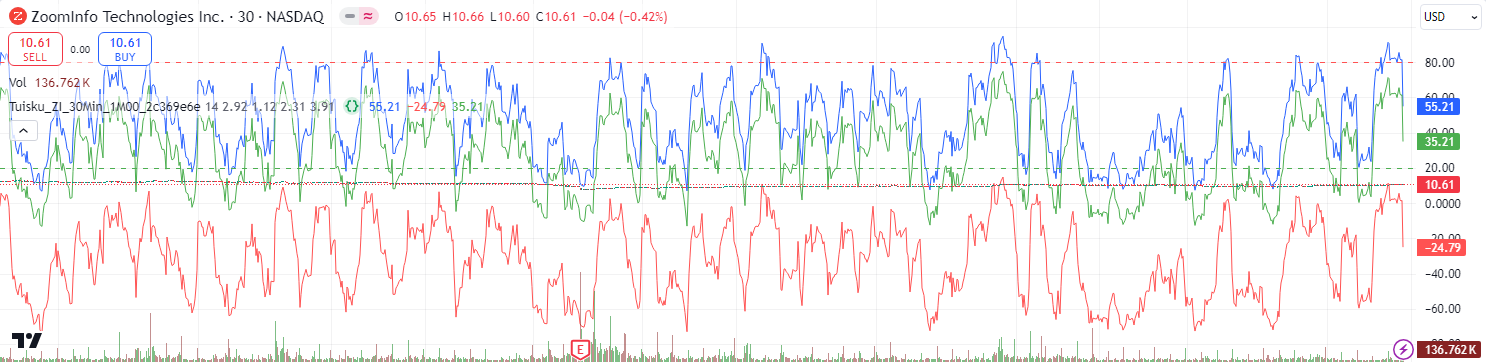 ZoomInfo Technologies Inc. · 30 · NASDAQ O10.65 H10.66 L10.60 C10.61 −0.04 (−0.42%)
USD
10.61 SELL
0.00
10.61 BUY
Vol 136.762 K
Tuisku_ZI_30Min_1M00_2c369e6e 14 2.92 1.12 2.31 3.91 55.21 −24.79 35.21
80.00
60.00
55.21
40.00
35.21
20.00
10.61
0.0000
−20.00
−24.79
−40.00
−60.00
E
136.762 K